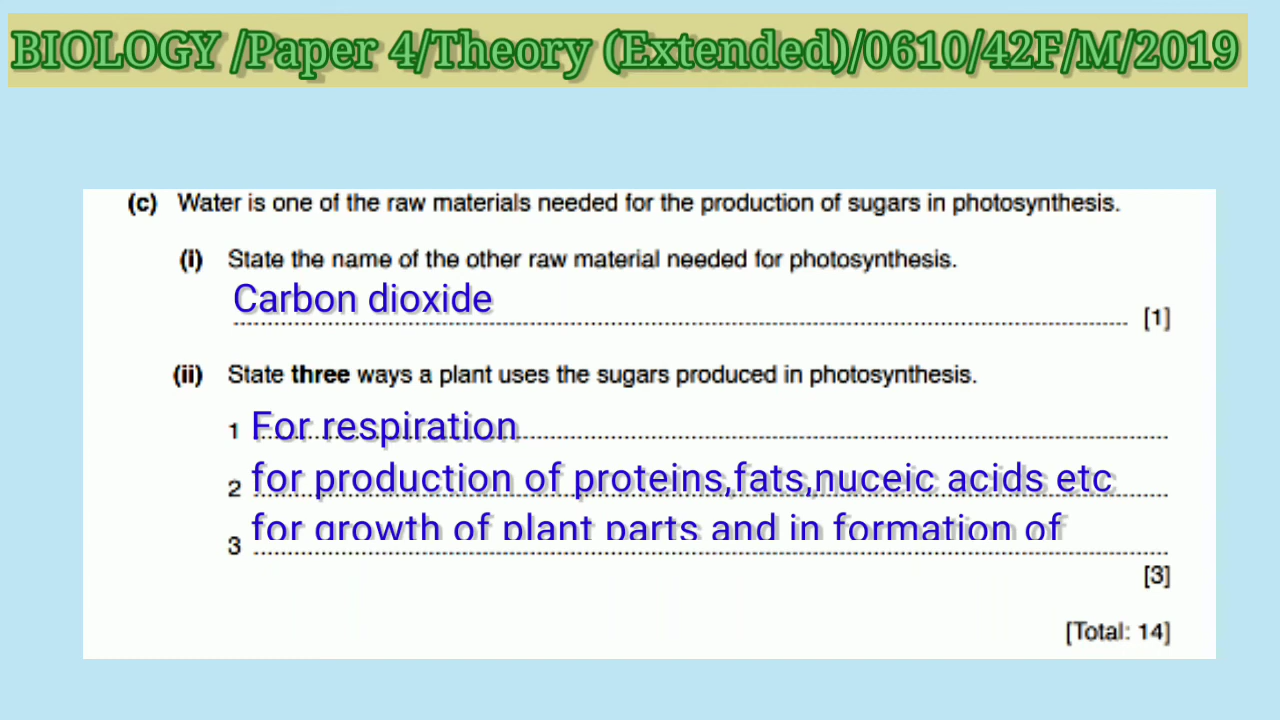 BIOLOGY /Paper 4/Theory (Extended)/0610/42F/M/2019
(c) Water is one of the raw materials needed for the production of sugars in photosynthesis.
(i) State the name of the other raw material needed for photosynthesis.
Carbon dioxide
[1]
(ii) State three ways a plant uses the sugars produced in photosynthesis.
1 For respiration
2 for production of proteins,fats,nuceic acids etc
3 for growth of plant parts and in formation of
[3]
[Total: 14]